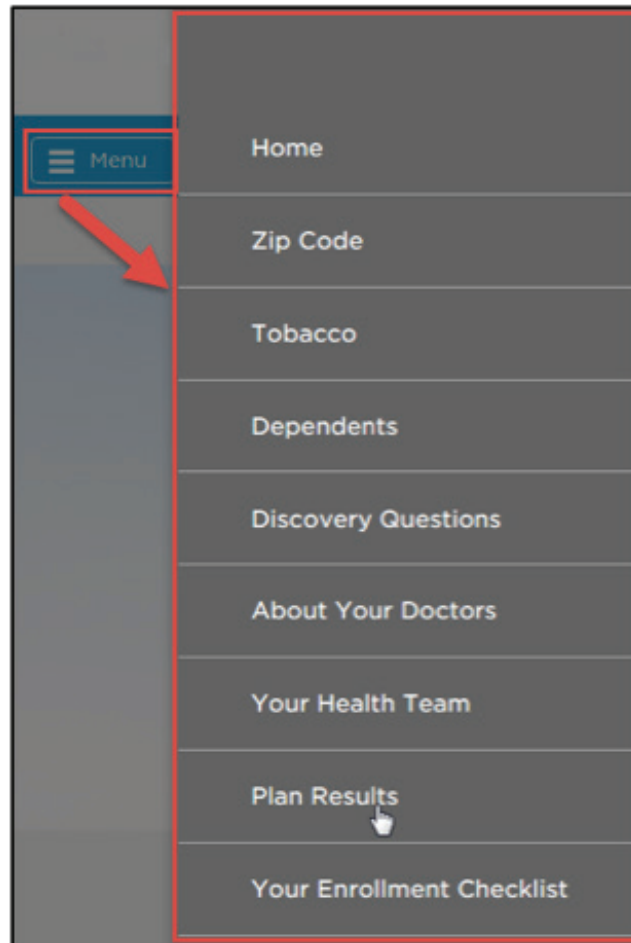 Menu
Home
Zip Code
Tobacco
Dependents
Discovery Questions
About Your Doctors
Your Health Team
Plan Results
Your Enrollment Checklist